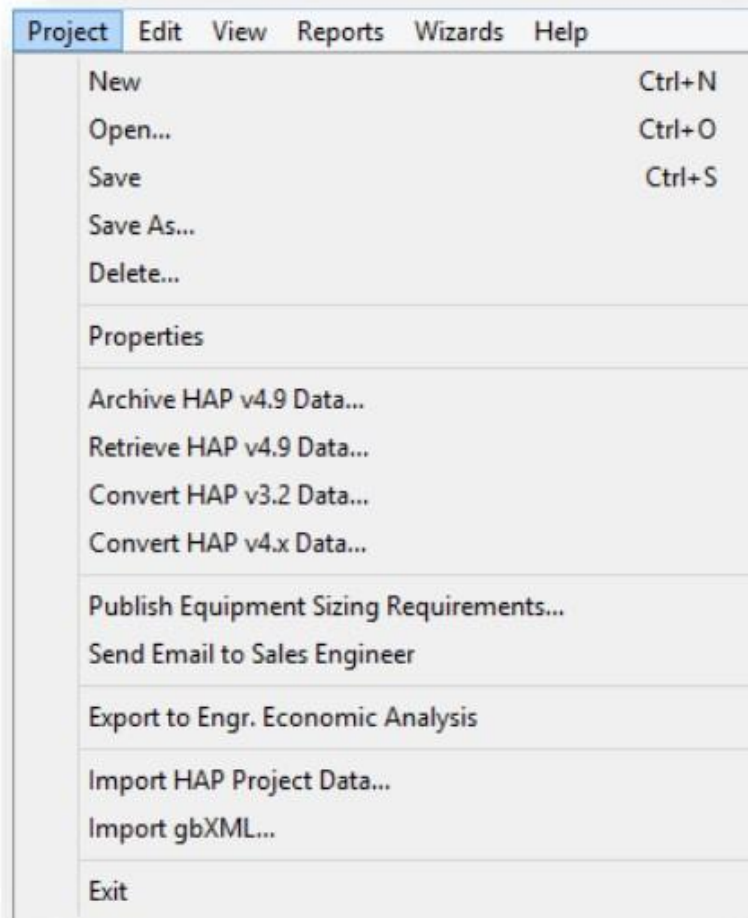 Project Edit View Reports Wizards Help
New Ctrl+N
Open... Ctrl+O
Save Ctrl+S
Save As...
Delete...
Properties
Archive HAP v4.9 Data...
Retrieve HAP v4.9 Data...
Convert HAP v3.2 Data...
Convert HAP v4.x Data...
Publish Equipment Sizing Requirements...
Send Email to Sales Engineer
Export to Engr. Economic Analysis
Import HAP Project Data...
Import gbXML...
Exit